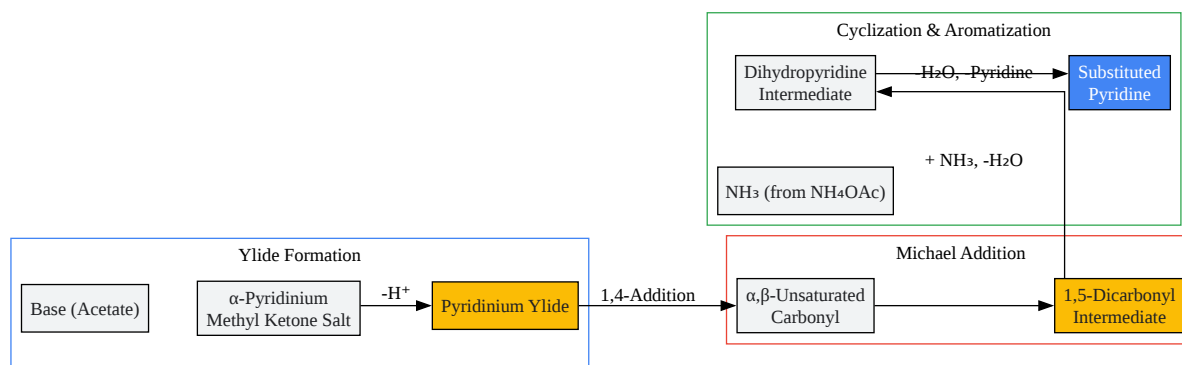 Cyclization & Aromatization
Dihydropyridine
Intermediate
-H₂O, -Pyridine
Substituted
Pyridine
+ NH₃, -H₂O
NH₃ (from NH₄OAc)
Ylide Formation
Base (Acetate)
α-Pyridinium
Methyl Ketone Salt
-H⁺
Pyridinium Ylide
1,4-Addition
Michael Addition
α,β-Unsaturated
Carbonyl
1,5-Dicarbonyl
Intermediate